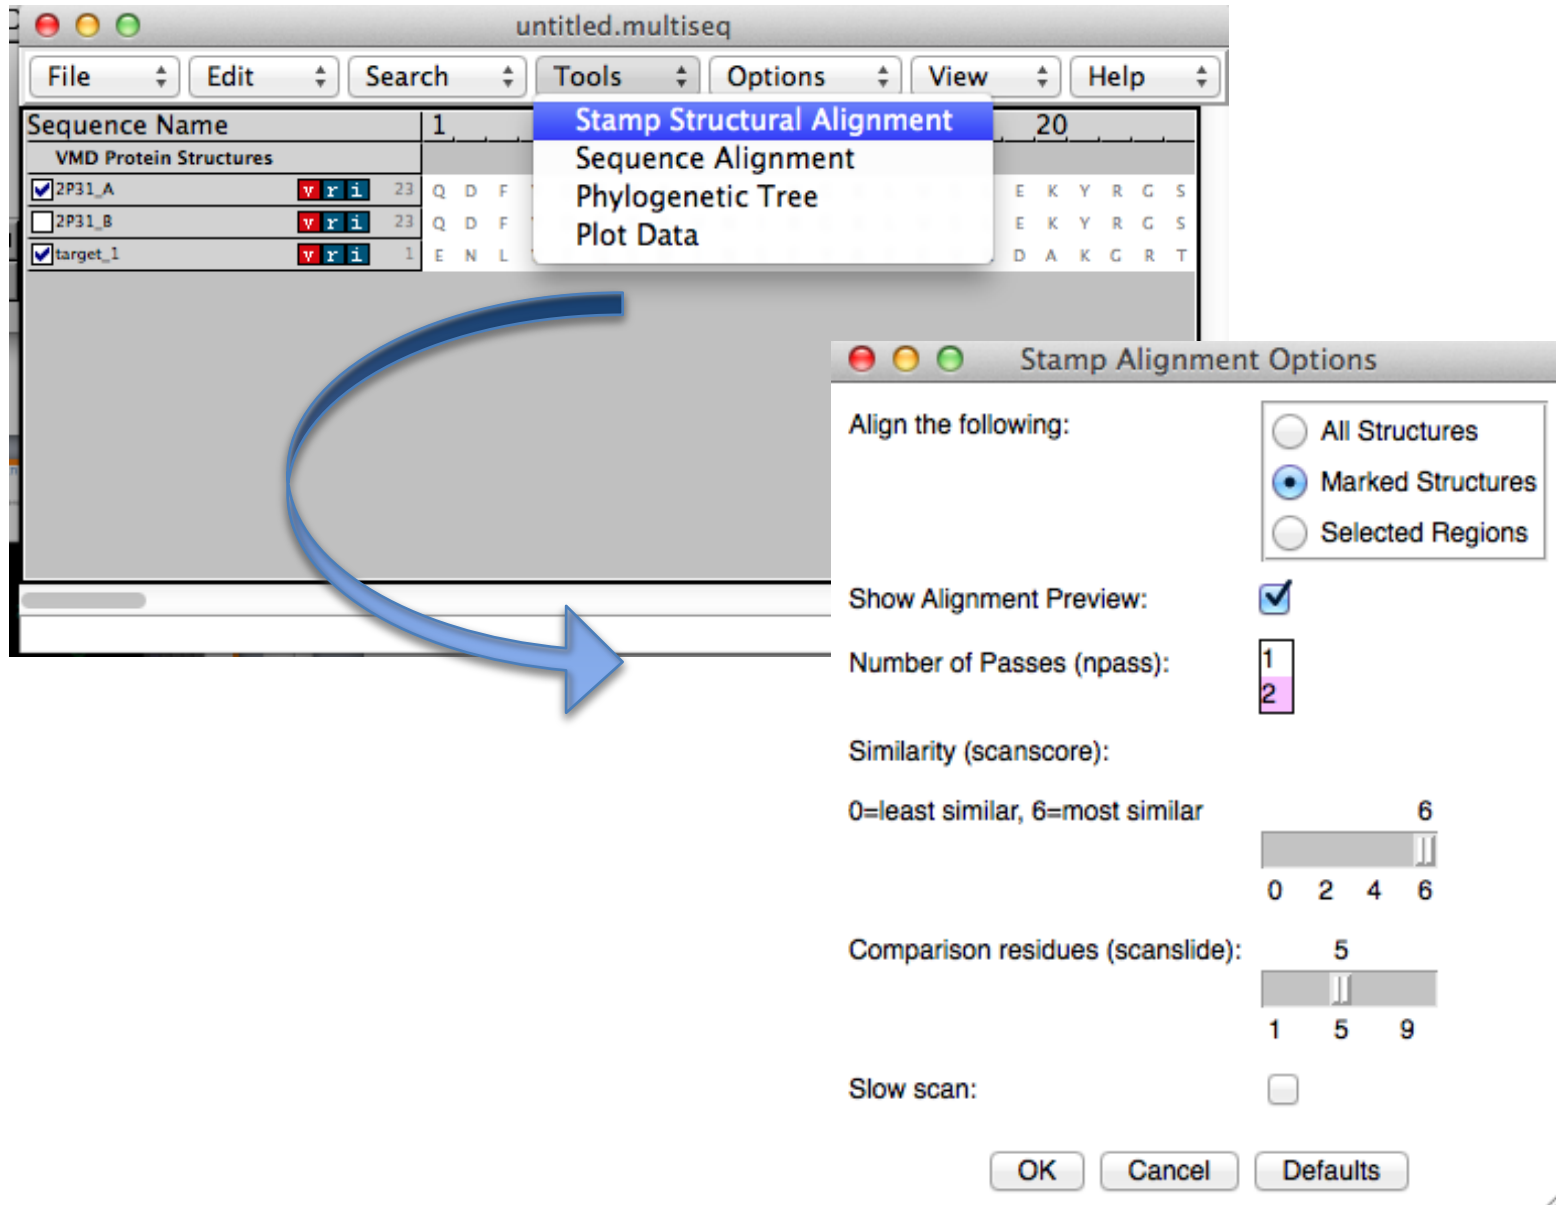 untitled.multiseq
File Edit Search Tools Options View Help
Sequence Name 1 20
Stamp Structural Alignment
Sequence Alignment
Phylogenetic Tree
Plot Data
VMD Protein Structures
2P31_A v r i 23 Q D F E K Y R G S
2P31_B v r i 23 Q D F E K Y R G S
target_1 v r i 1 E N L D A K G R T
Stamp Alignment Options
Align the following:
All Structures
Marked Structures
Selected Regions
Show Alignment Preview:
Number of Passes (npass):
1
2
Similarity (scanscore):
0=least similar, 6=most similar 6
0 2 4 6
Comparison residues (scanslide): 5
1 5 9
Slow scan:
OK Cancel Defaults